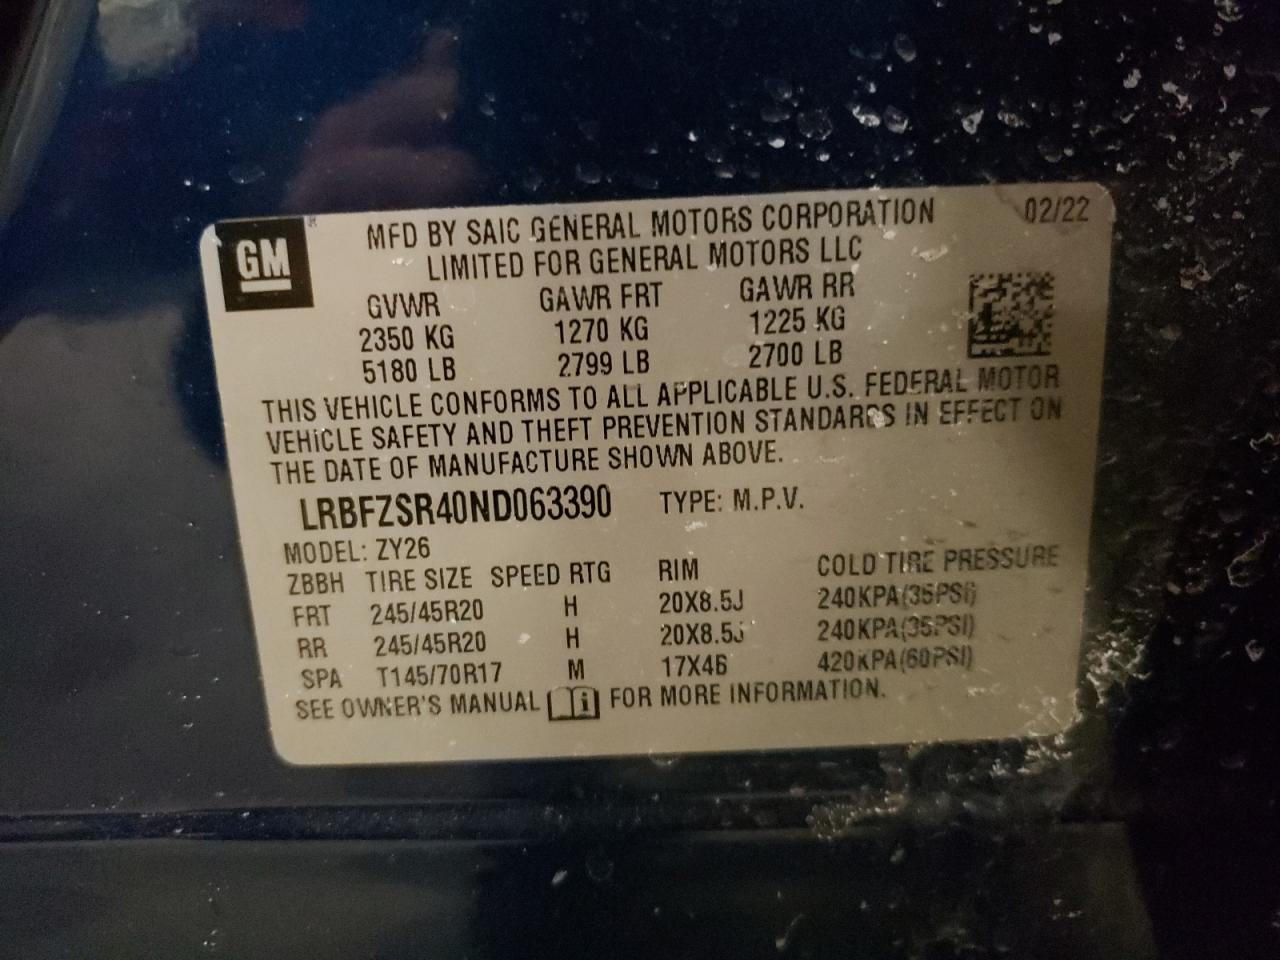 GM
MFD BY SAIC GENERAL MOTORS CORPORATION 02/22
LIMITED FOR GENERAL MOTORS LLC
GVWR GAWR FRT GAWR RR
2350 KG 1270 KG 1225 KG
5180 LB 2799 LB 2700 LB
THIS VEHICLE CONFORMS TO ALL APPLICABLE U.S. FEDERAL MOTOR
VEHICLE SAFETY AND THEFT PREVENTION STANDARDS IN EFFECT ON
THE DATE OF MANUFACTURE SHOWN ABOVE.
LRBFZSR40ND063390 TYPE: M.P.V.
MODEL: ZY26
ZBBH TIRE SIZE SPEED RTG RIM COLD TIRE PRESSURE
FRT 245/45R20 H 20X8.5J 240KPA(35PSI)
RR 245/45R20 H 20X8.5J 240KPA(35PSI)
SPA T145/70R17 M 17X4B 420KPA(60PSI)
SEE OWNER'S MANUAL FOR MORE INFORMATION.